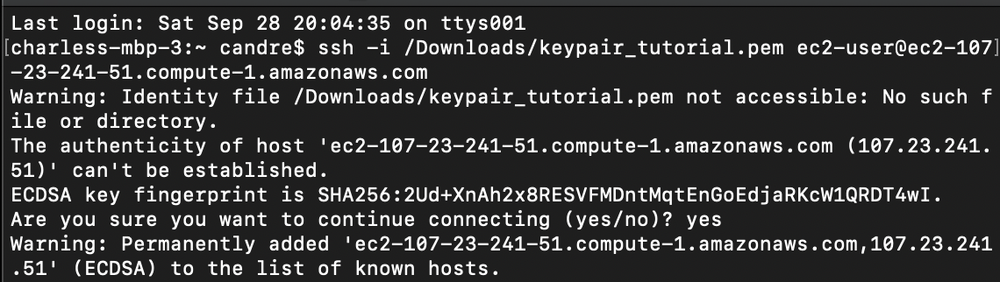 Last login: Sat Sep 28 20:04:35 on ttys001
[charless-mbp-3:~ candre$ ssh -i /Downloads/keypair_tutorial.pem ec2-user@ec2-107]
-23-241-51.compute-1.amazonaws.com
Warning: Identity file /Downloads/keypair_tutorial.pem not accessible: No such f
ile or directory.
The authenticity of host 'ec2-107-23-241-51.compute-1.amazonaws.com (107.23.241.
51)' can't be established.
ECDSA key fingerprint is SHA256:2Ud+XnAh2x8RESVFMDntMqtEnGoEdjaRKcW1QRDT4wI.
Are you sure you want to continue connecting (yes/no)? yes
Warning: Permanently added 'ec2-107-23-241-51.compute-1.amazonaws.com,107.23.241
.51' (ECDSA) to the list of known hosts.